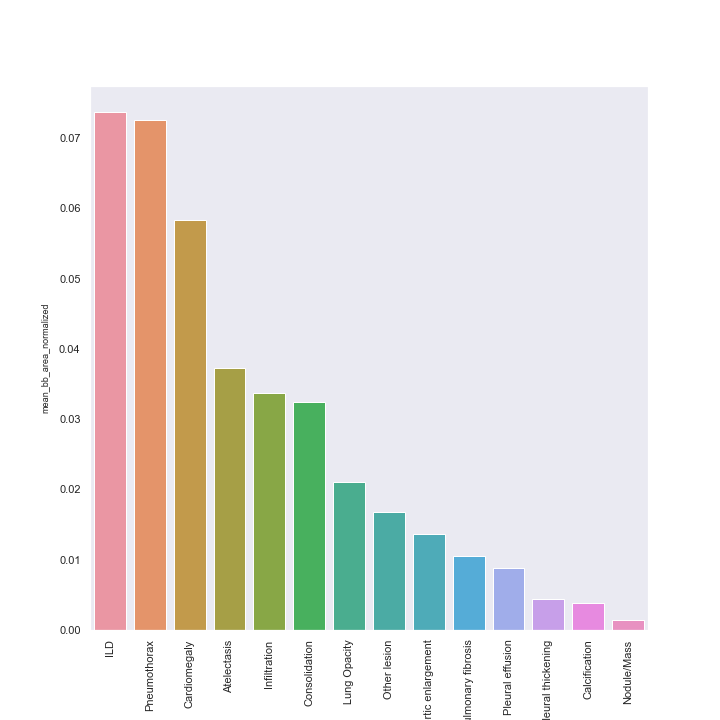 0.07
0.06
0.05
0.04
0.03
0.02
0.01
0.00
mean_bb_area_normalized
ILD
Pneumothorax
Cardiomegaly
Atelectasis
Infiltration
Consolidation
Lung Opacity
Other lesion
rtic enlargement
lmonary fibrosis
Pleural effusion
leural thickening
Calcification
Nodule/Mass